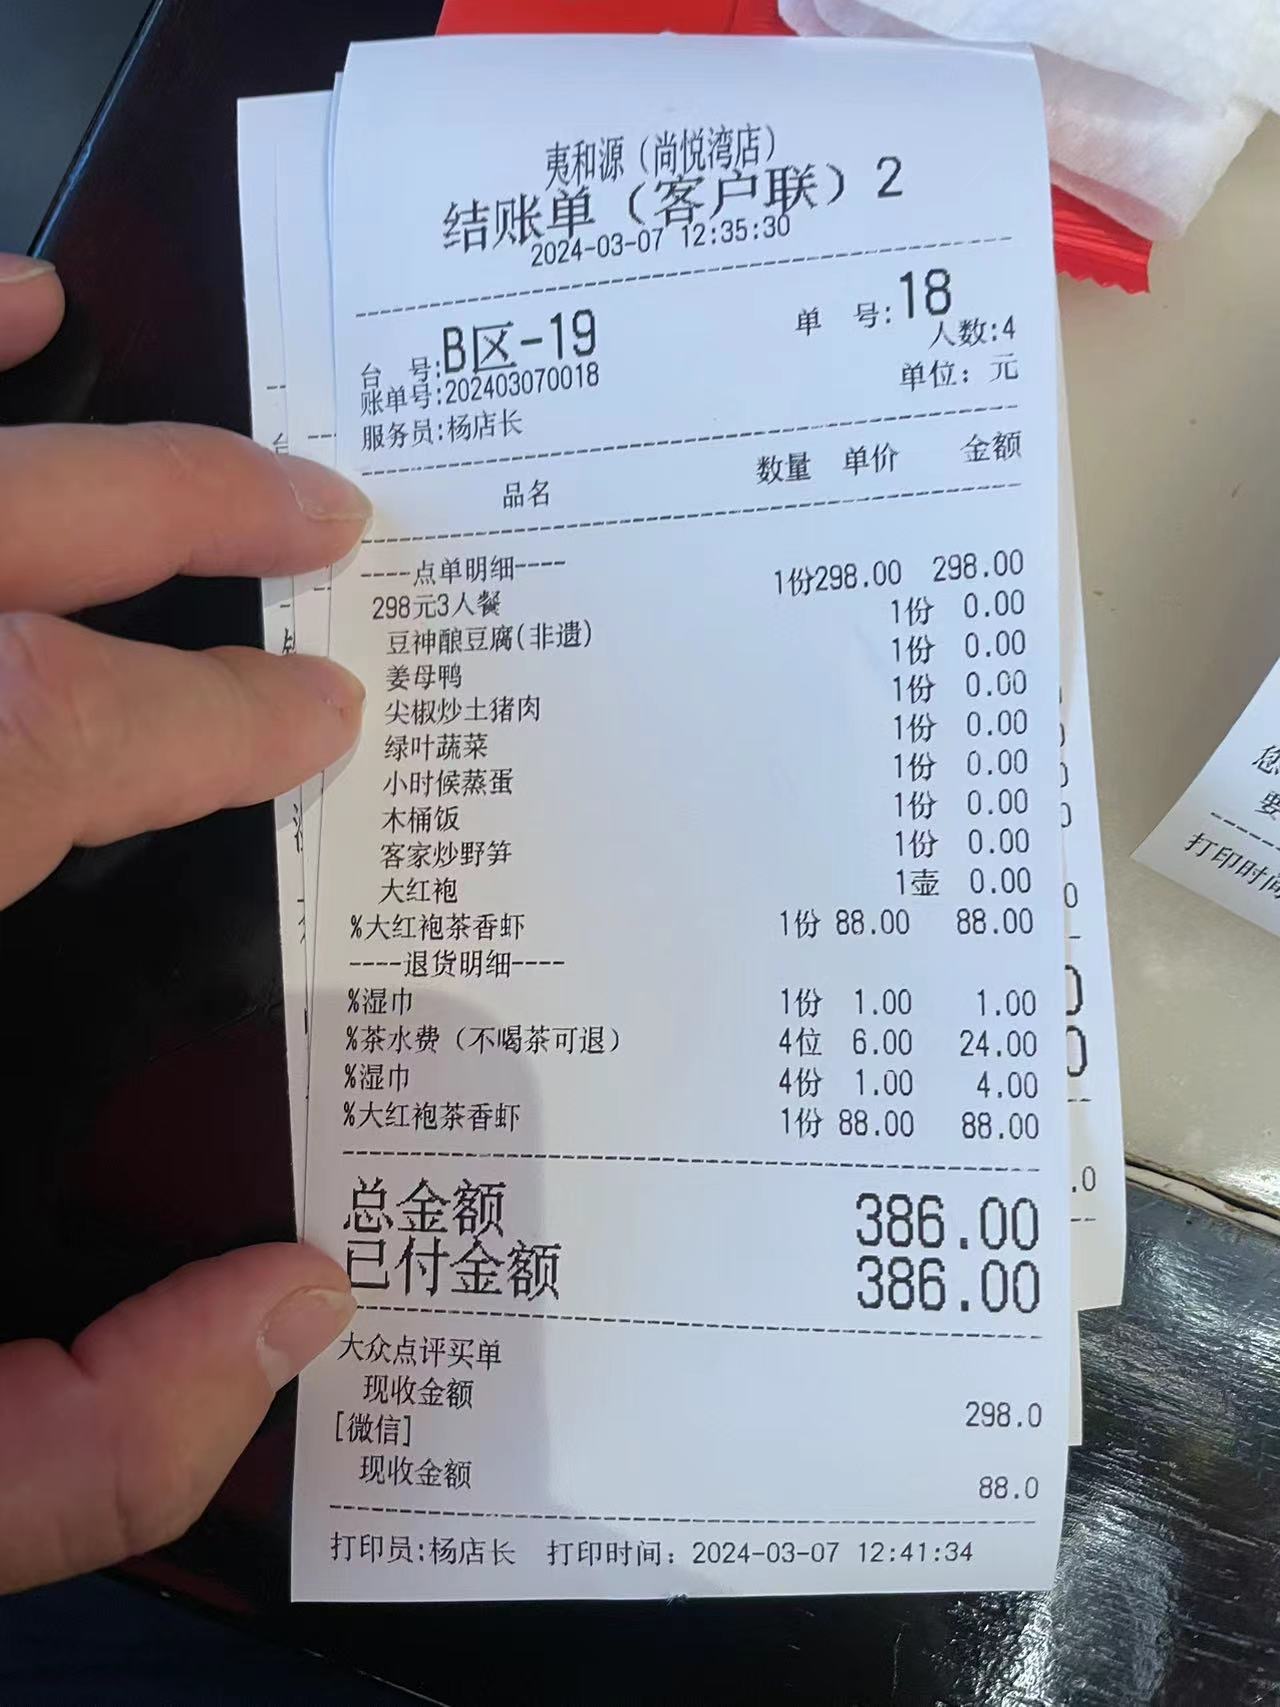 夷和源（尚悦湾店）
结账单（客户联）2
2024-03-07 12:35:30
台 号:B区-19 单 号:18
账单号:202403070018 人数:4
服务员:杨店长 单位: 元
品名 数量 单价 金额
----点单明细----
298元3人餐 1份298.00 298.00
豆神酿豆腐(非遗) 1份 0.00
姜母鸭 1份 0.00
尖椒炒土猪肉 1份 0.00
绿叶蔬菜 1份 0.00
小时候蒸蛋 1份 0.00
木桶饭 1份 0.00
客家炒野笋 1份 0.00
大红袍 1壶 0.00
%大红袍茶香虾 1份 88.00 88.00
----退货明细----
%湿巾 1份 1.00 1.00
%茶水费（不喝茶可退） 4位 6.00 24.00
%湿巾 4份 1.00 4.00
%大红袍茶香虾 1份 88.00 88.00
总金额 386.00
已付金额 386.00
大众点评买单
现收金额 298.0
[微信]
现收金额 88.0
打印员:杨店长 打印时间: 2024-03-07 12:41:34
打印时间